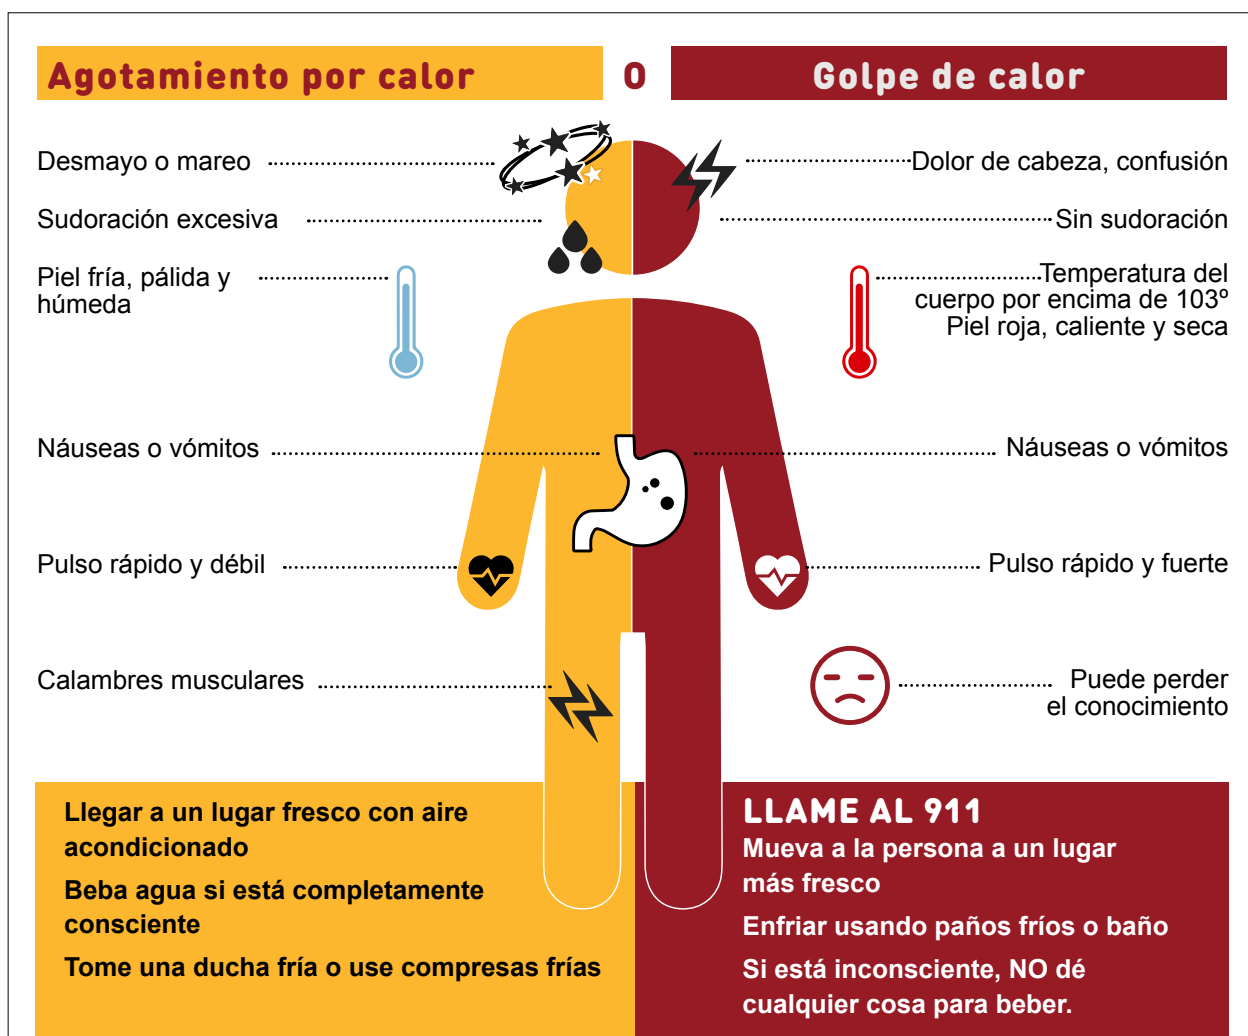 Agotamiento por calor
O
Golpe de calor
Desmayo o mareo
Dolor de cabeza, confusión
Sudoración excesiva
Sin sudoración
Piel fría, pálida y
húmeda
Temperatura del
cuerpo por encima de 103º
Piel roja, caliente y seca
Náuseas o vómitos
Náuseas o vómitos
Pulso rápido y débil
Pulso rápido y fuerte
Calambres musculares
Puede perder
el conocimiento
Llegar a un lugar fresco con aire
acondicionado
Beba agua si está completamente
consciente
Tome una ducha fría o use compresas frías
LLAME AL 911
Mueva a la persona a un lugar
más fresco
Enfriar usando paños fríos o baño
Si está inconsciente, NO dé
cualquier cosa para beber.